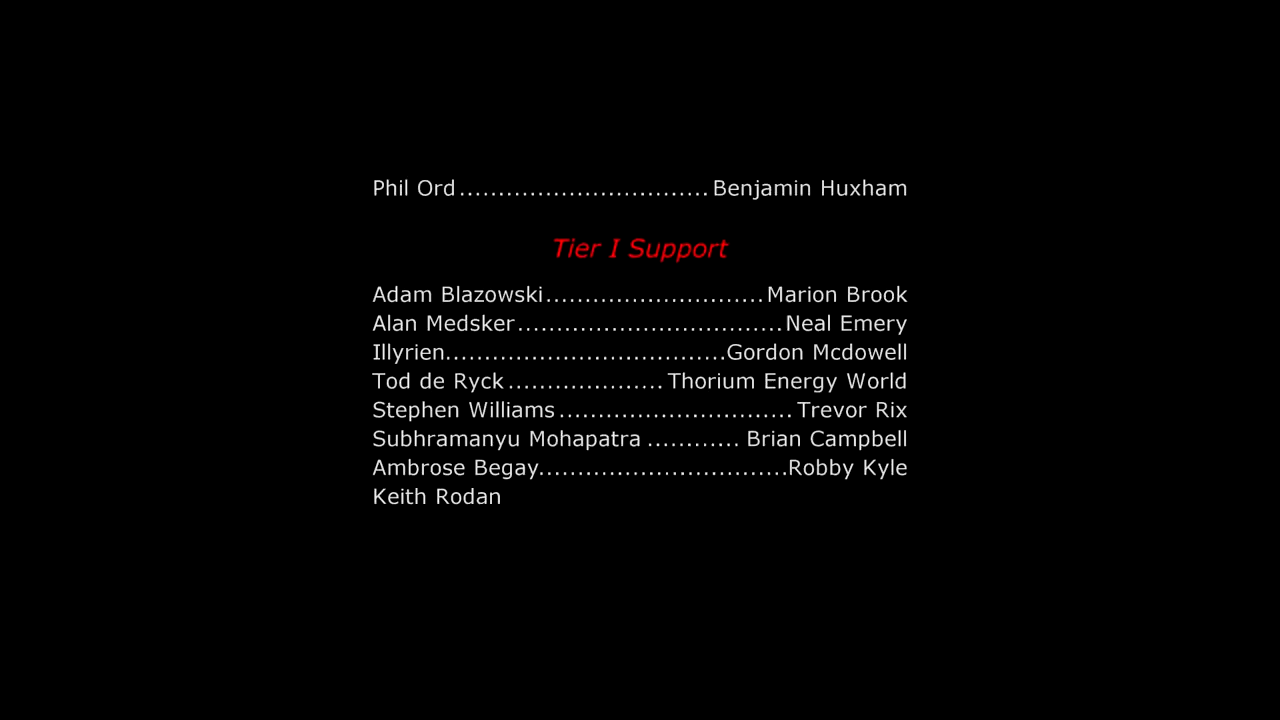 Phil Ord................................Benjamin Huxham
Tier I Support
Adam Blazowski............................Marion Brook
Alan Medsker..................................Neal Emery
Illyrien....................................Gordon Mcdowell
Tod de Ryck....................Thorium Energy World
Stephen Williams..............................Trevor Rix
Subhramanyu Mohapatra ............ Brian Campbell
Ambrose Begay................................Robby Kyle
Keith Rodan